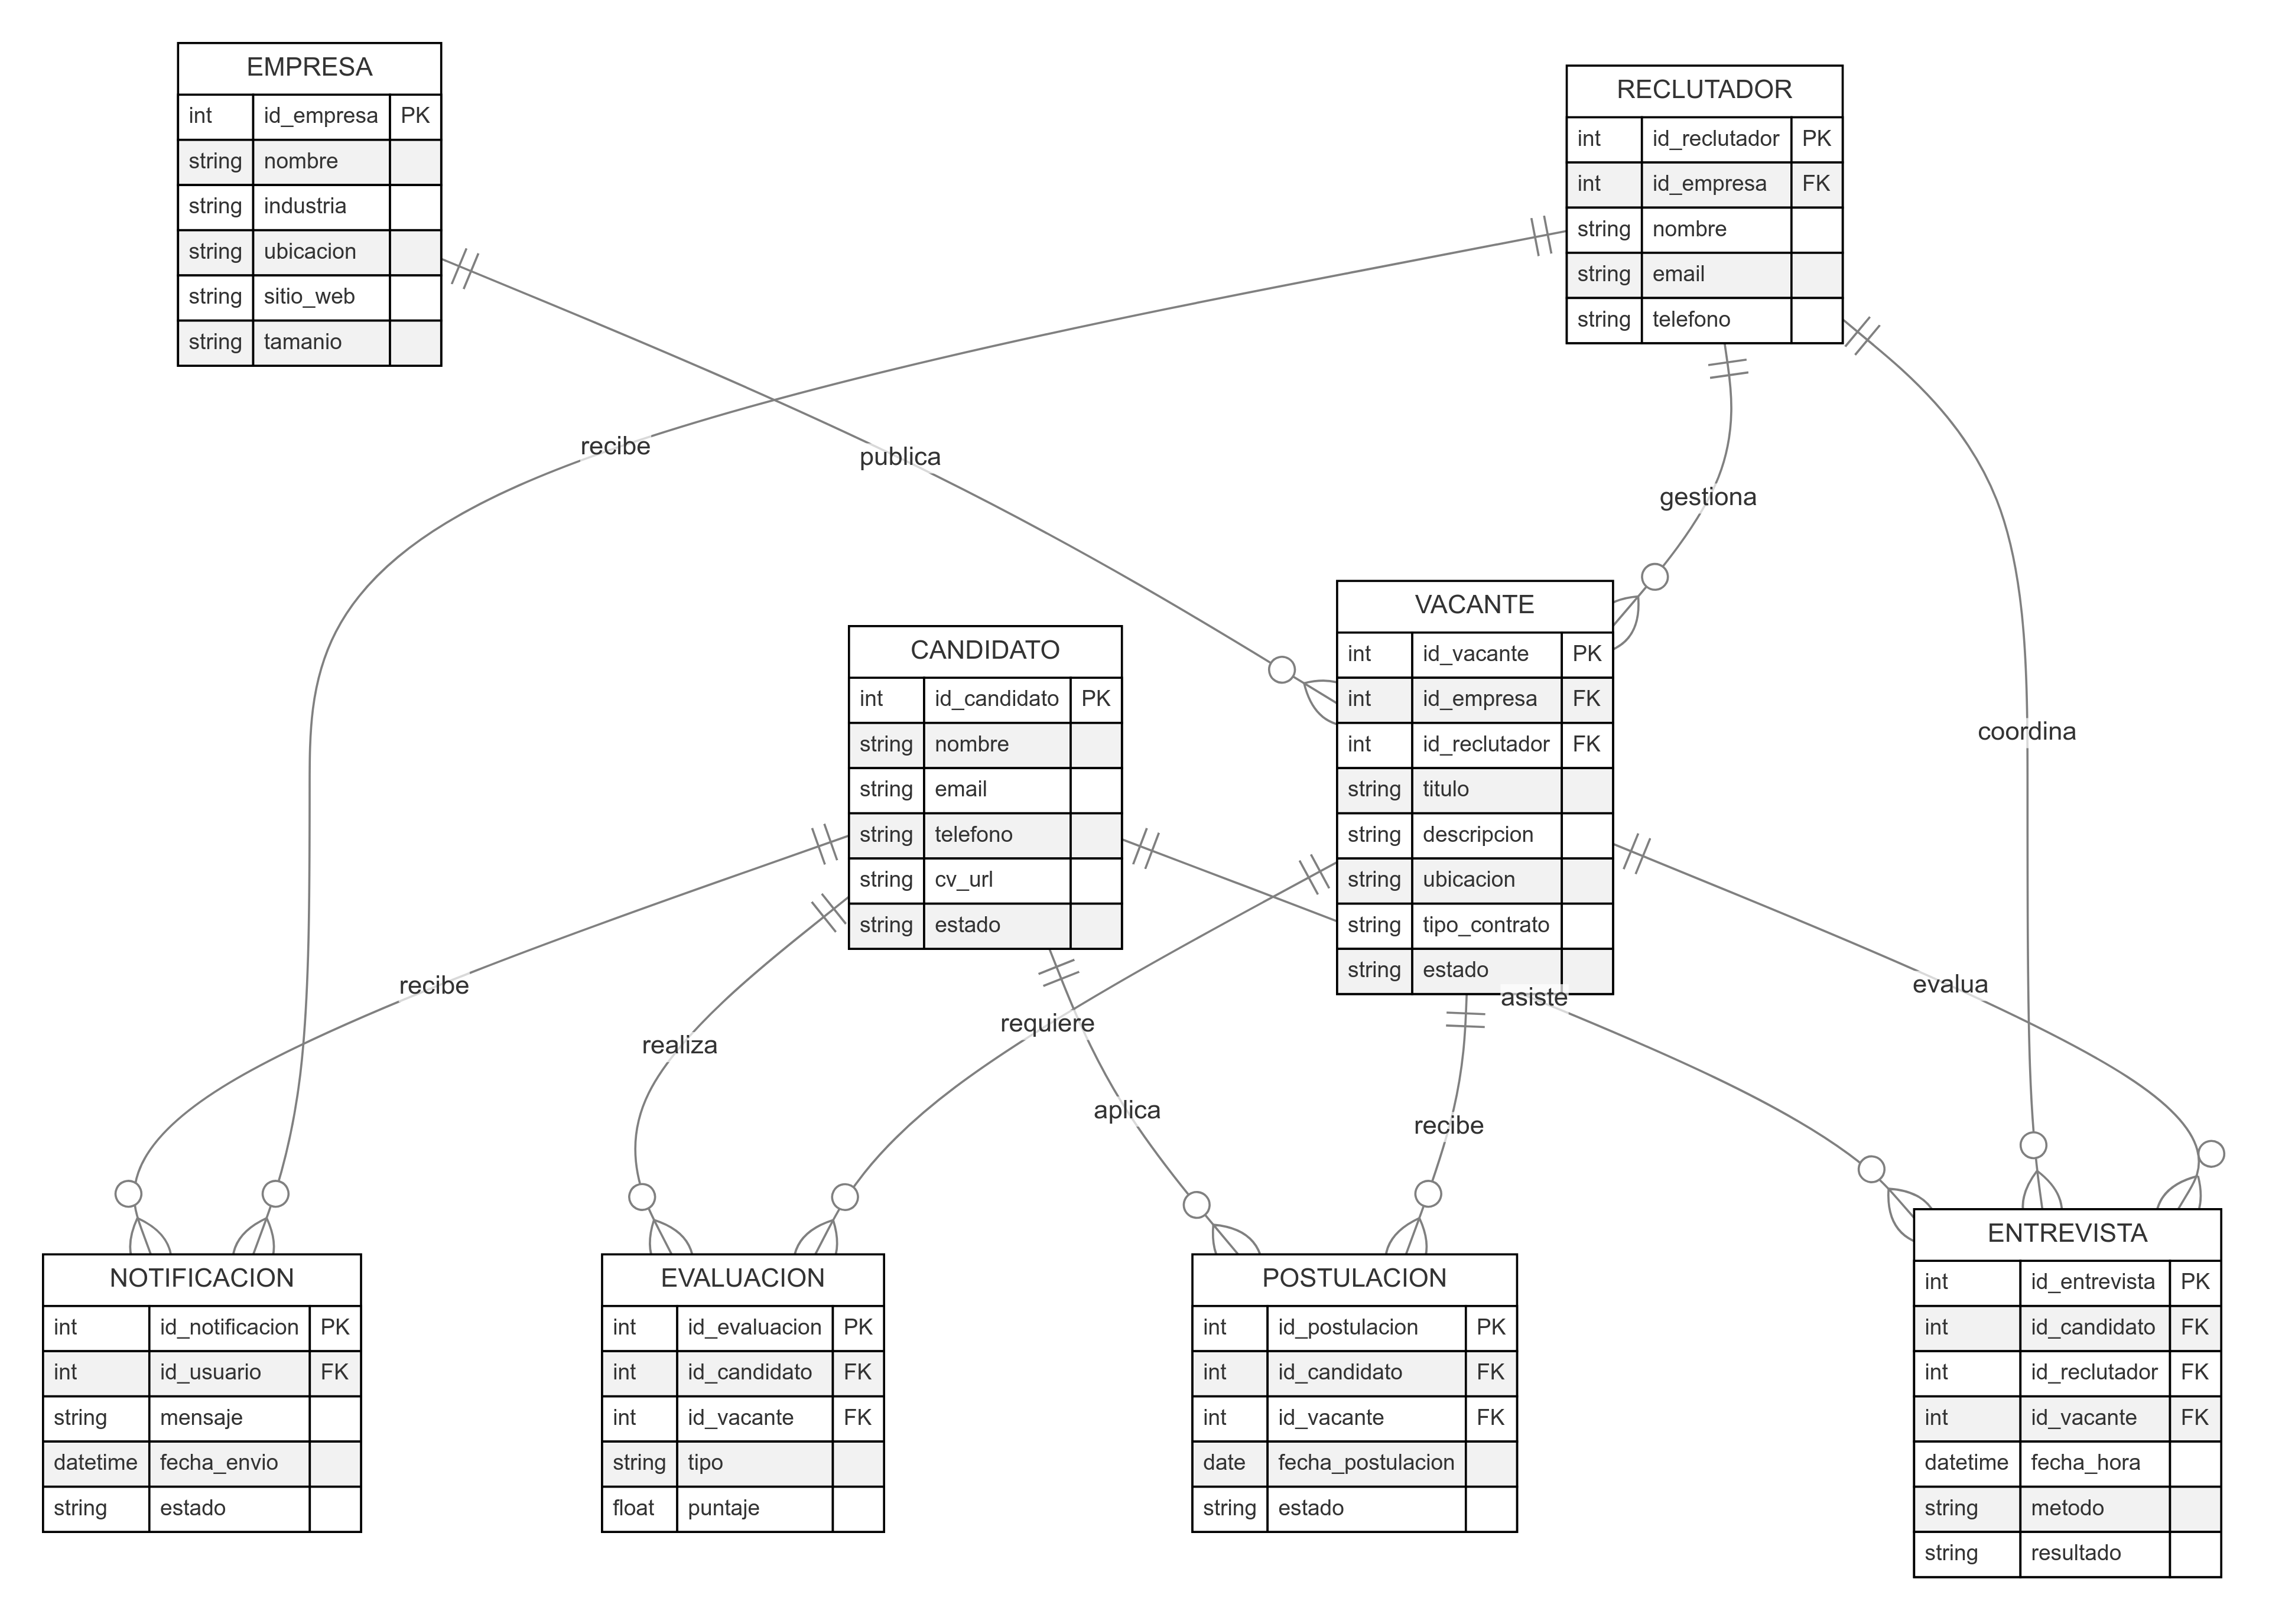 EMPRESA
int id_empresa PK
string nombre
string industria
string ubicacion
string sitio_web
string tamanio
RECLUTADOR
int id_reclutador PK
int id_empresa FK
string nombre
string email
string telefono
recibe
publica
gestiona
VACANTE
int id_vacante PK
int id_empresa FK
int id_reclutador FK
string titulo
string descripcion
string ubicacion
string tipo_contrato
string estado
CANDIDATO
int id_candidato PK
string nombre
string email
string telefono
string cv_url
string estado
coordina
recibe
realiza
requiere
asiste
evalua
aplica
recibe
NOTIFICACION
int id_notificacion PK
int id_usuario FK
string mensaje
datetime fecha_envio
string estado
EVALUACION
int id_evaluacion PK
int id_candidato FK
int id_vacante FK
string tipo
float puntaje
POSTULACION
int id_postulacion PK
int id_candidato FK
int id_vacante FK
date fecha_postulacion
string estado
ENTREVISTA
int id_entrevista PK
int id_candidato FK
int id_reclutador FK
int id_vacante FK
datetime fecha_hora
string metodo
string resultado